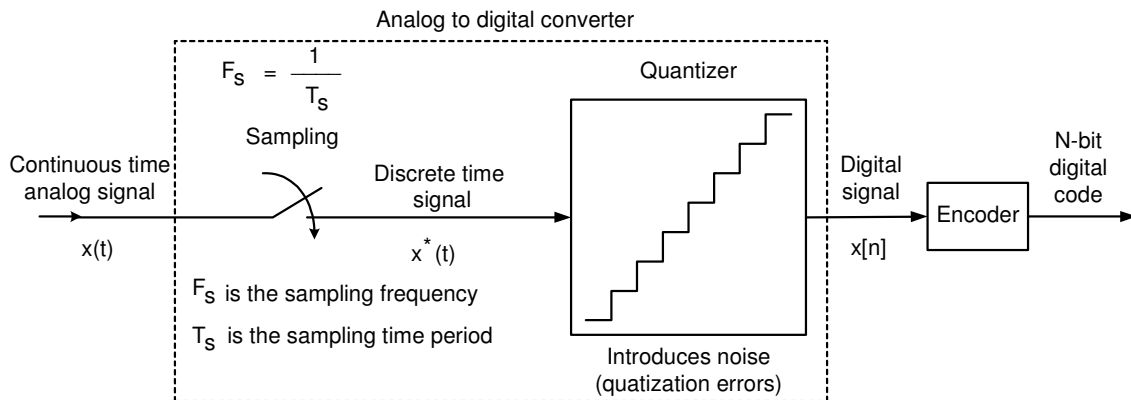 Analog to digital converter
F_S = 1
T_S
Quantizer
Sampling
Continuous time
analog signal
Discrete time
signal
Digital
signal
N-bit
digital
code
Encoder
x(t)
x*(t)
x[n]
F_S is the sampling frequency
T_S is the sampling time period
Introduces noise
(quatization errors)